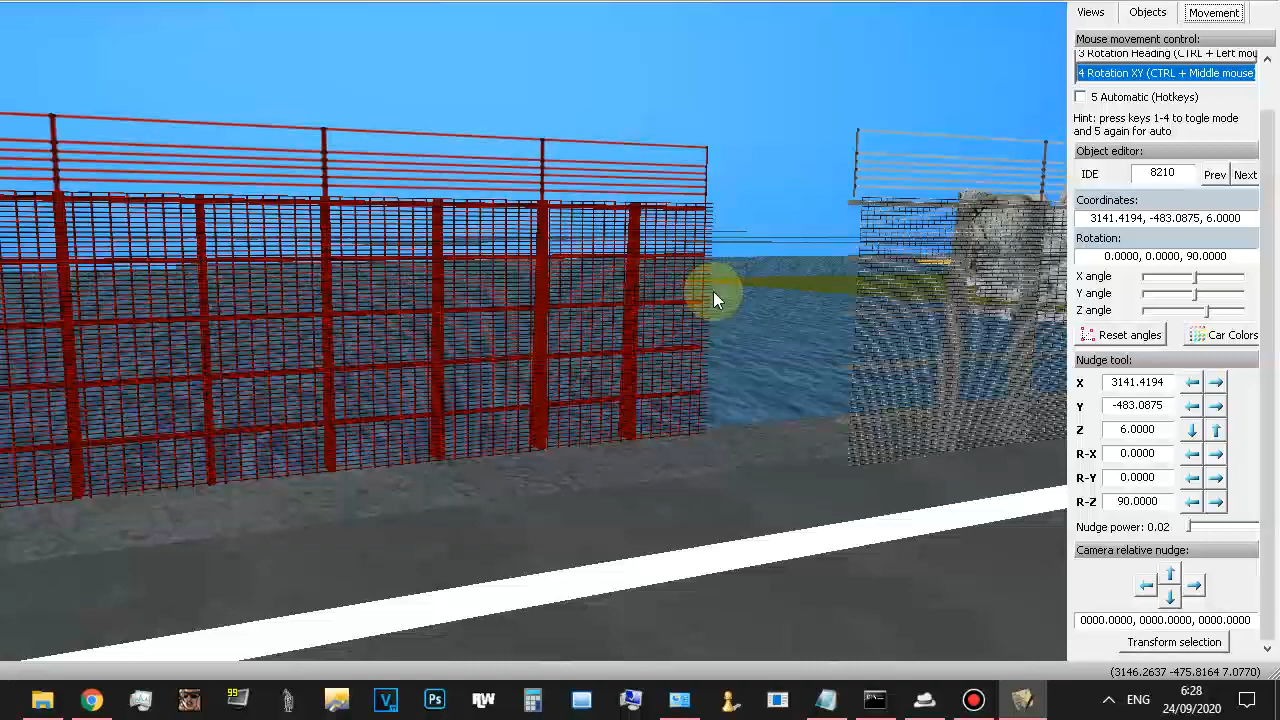 Views Objects Movement
Mouse movement control:
3 Rotation Heading (CTRL + Left mou
4 Rotation XY (CTRL + Middle mouse
5 Automatic (Hotkeys)
Hint: press keys 1-4 to togle mode
and 5 again for auto
Object editor:
IDE 8210 Prev Next
Coordinates:
3141.4194, -483.0875, 6.0000
Rotation:
0.0000, 0.0000, 90.0000
X angle
Y angle
Z angle
Reset angles Car Colors
Nudge tool:
X 3141.4194
Y -483.0875
Z 6.0000
R-X 0.0000
R-Y 0.0000
R-Z 90.0000
Nudge power: 0.02
Camera relative nudge:
0000.0000, 0000.0000, 0000.0000
Transform selection
(3146.2637 -475.8164 7.0770)
99 V Ps RW ENG 6:28
24/09/2020